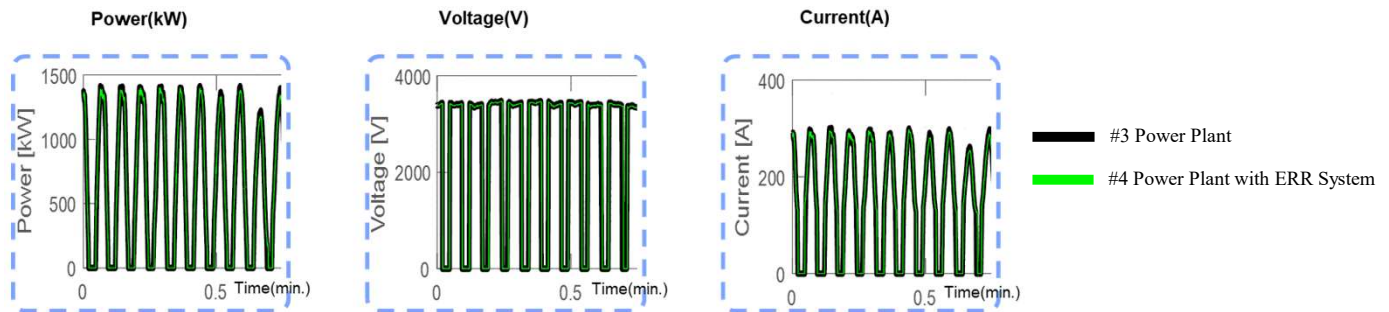 Power(kW)
Voltage(V)
Current(A)
Power [kW]
1500
1000
500
0
0
0.5
Time(min.)
Voltage [V]
4000
2000
0
0
0.5
Time(min.)
Current [A]
400
200
0
0
0.5
Time(min.)
#3 Power Plant
#4 Power Plant with ERR System